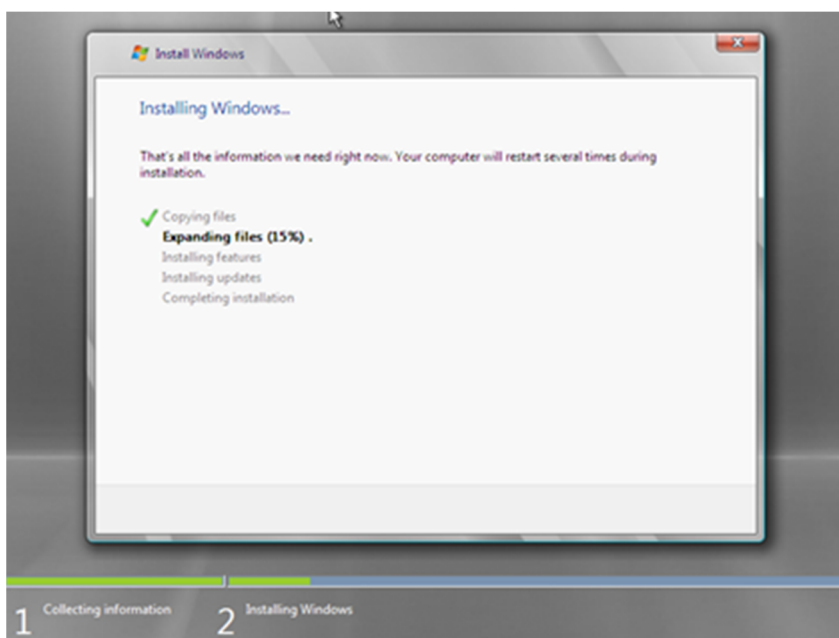 Install Windows
Installing Windows...
That's all the information we need right now. Your computer will restart several times during
installation.
Copying files
Expanding files (15%) .
Installing features
Installing updates
Completing installation
1 Collecting information 2 Installing Windows